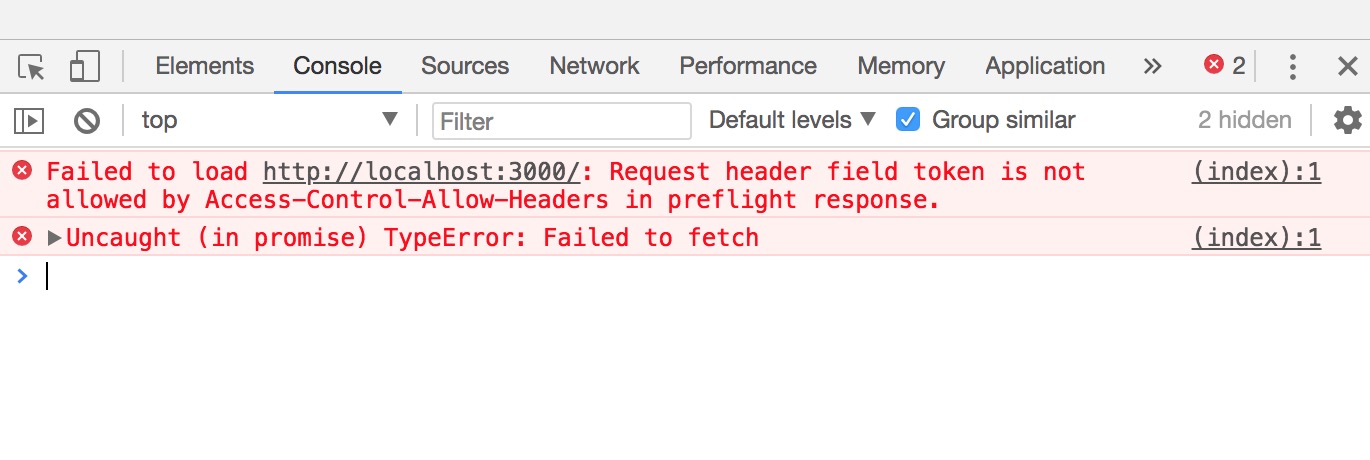 Elements Console Sources Network Performance Memory Application » 2
top Filter Default levels Group similar 2 hidden
Failed to load http://localhost:3000/: Request header field token is not (index):1
allowed by Access-Control-Allow-Headers in preflight response.
Uncaught (in promise) TypeError: Failed to fetch (index):1